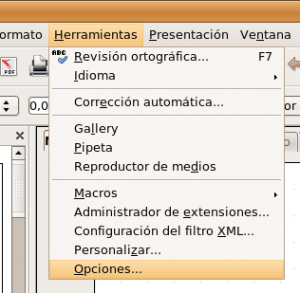 ormato Herramientas Presentación Ventana
PDF
ABC Revisión ortográfica... F7
Idioma
0,0
Corrección automática...
Gallery
Pipeta
Reproductor de medios
Macros
Administrador de extensiones...
Configuración del filtro XML...
Personalizar...
Opciones...